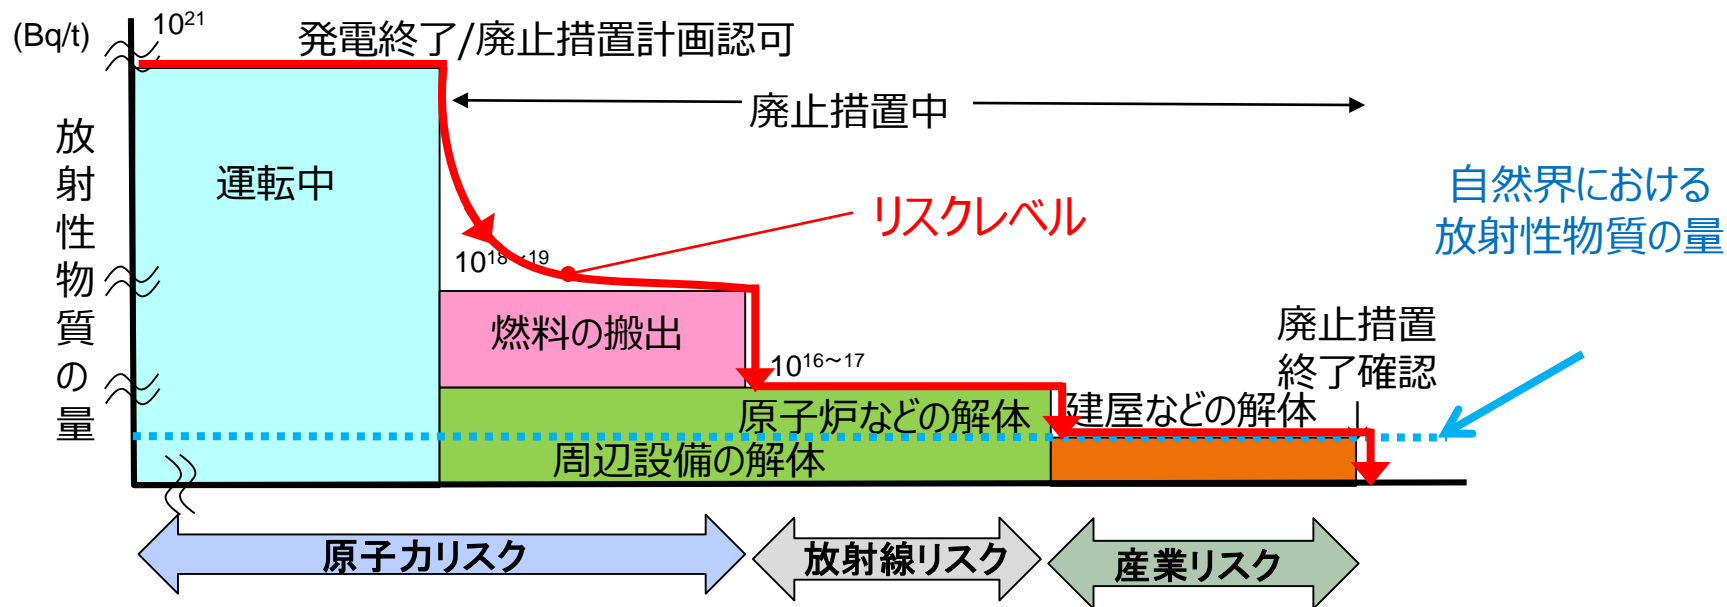 (Bq/t)
10²¹
発電終了/廃止措置計画認可
廃止措置中
放射性物質の量
運転中
自然界における
放射性物質の量
リスクレベル
10¹⁸~¹⁹
燃料の搬出
廃止措置
終了確認
10¹⁶~¹⁷
原子炉などの解体
建屋などの解体
周辺設備の解体
原子力リスク
放射線リスク
産業リスク